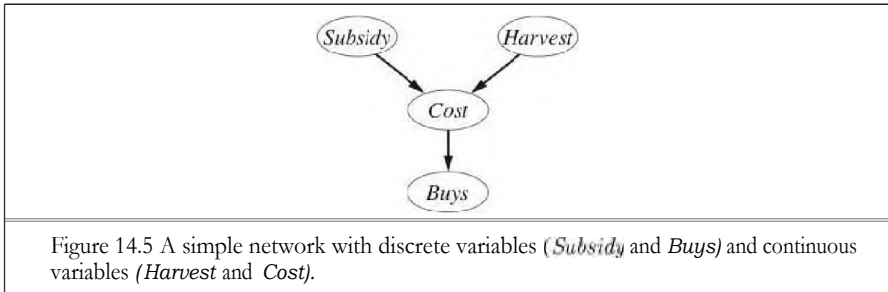 Subsidy Harvest
Cost
Buys
Figure 14.5 A simple network with discrete variables (Subsidy and Buys) and continuous
variables (Harvest and Cost).